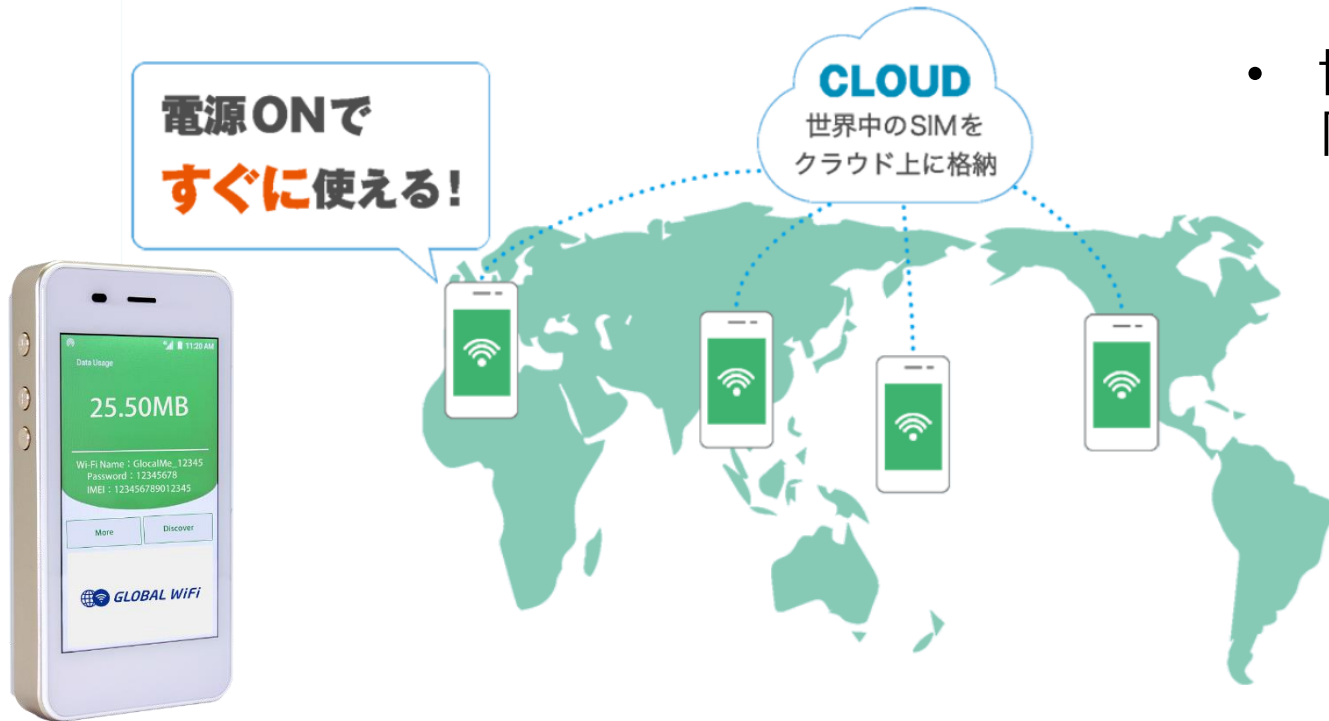 電源ONで
すぐに使える!
CLOUD
世界中のSIMを
クラウド上に格納
11:20 AM
Data Usage
25.50MB
Wi-Fi Name：GlocalMe_12345
Password：12345678
IMEI：123456789012345
More
Discover
GLOBAL WiFi